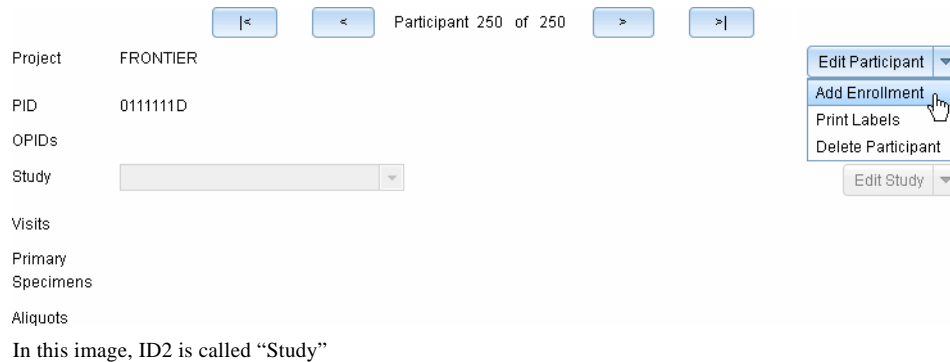 |< < Participant 250 of 250 > >|
Project FRONTIER Edit Participant
Add Enrollment
PID 0111111D
Print Labels
OPIDs
Delete Participant
Study Edit Study
Visits
Primary
Specimens
Aliquots
In this image, ID2 is called “Study”